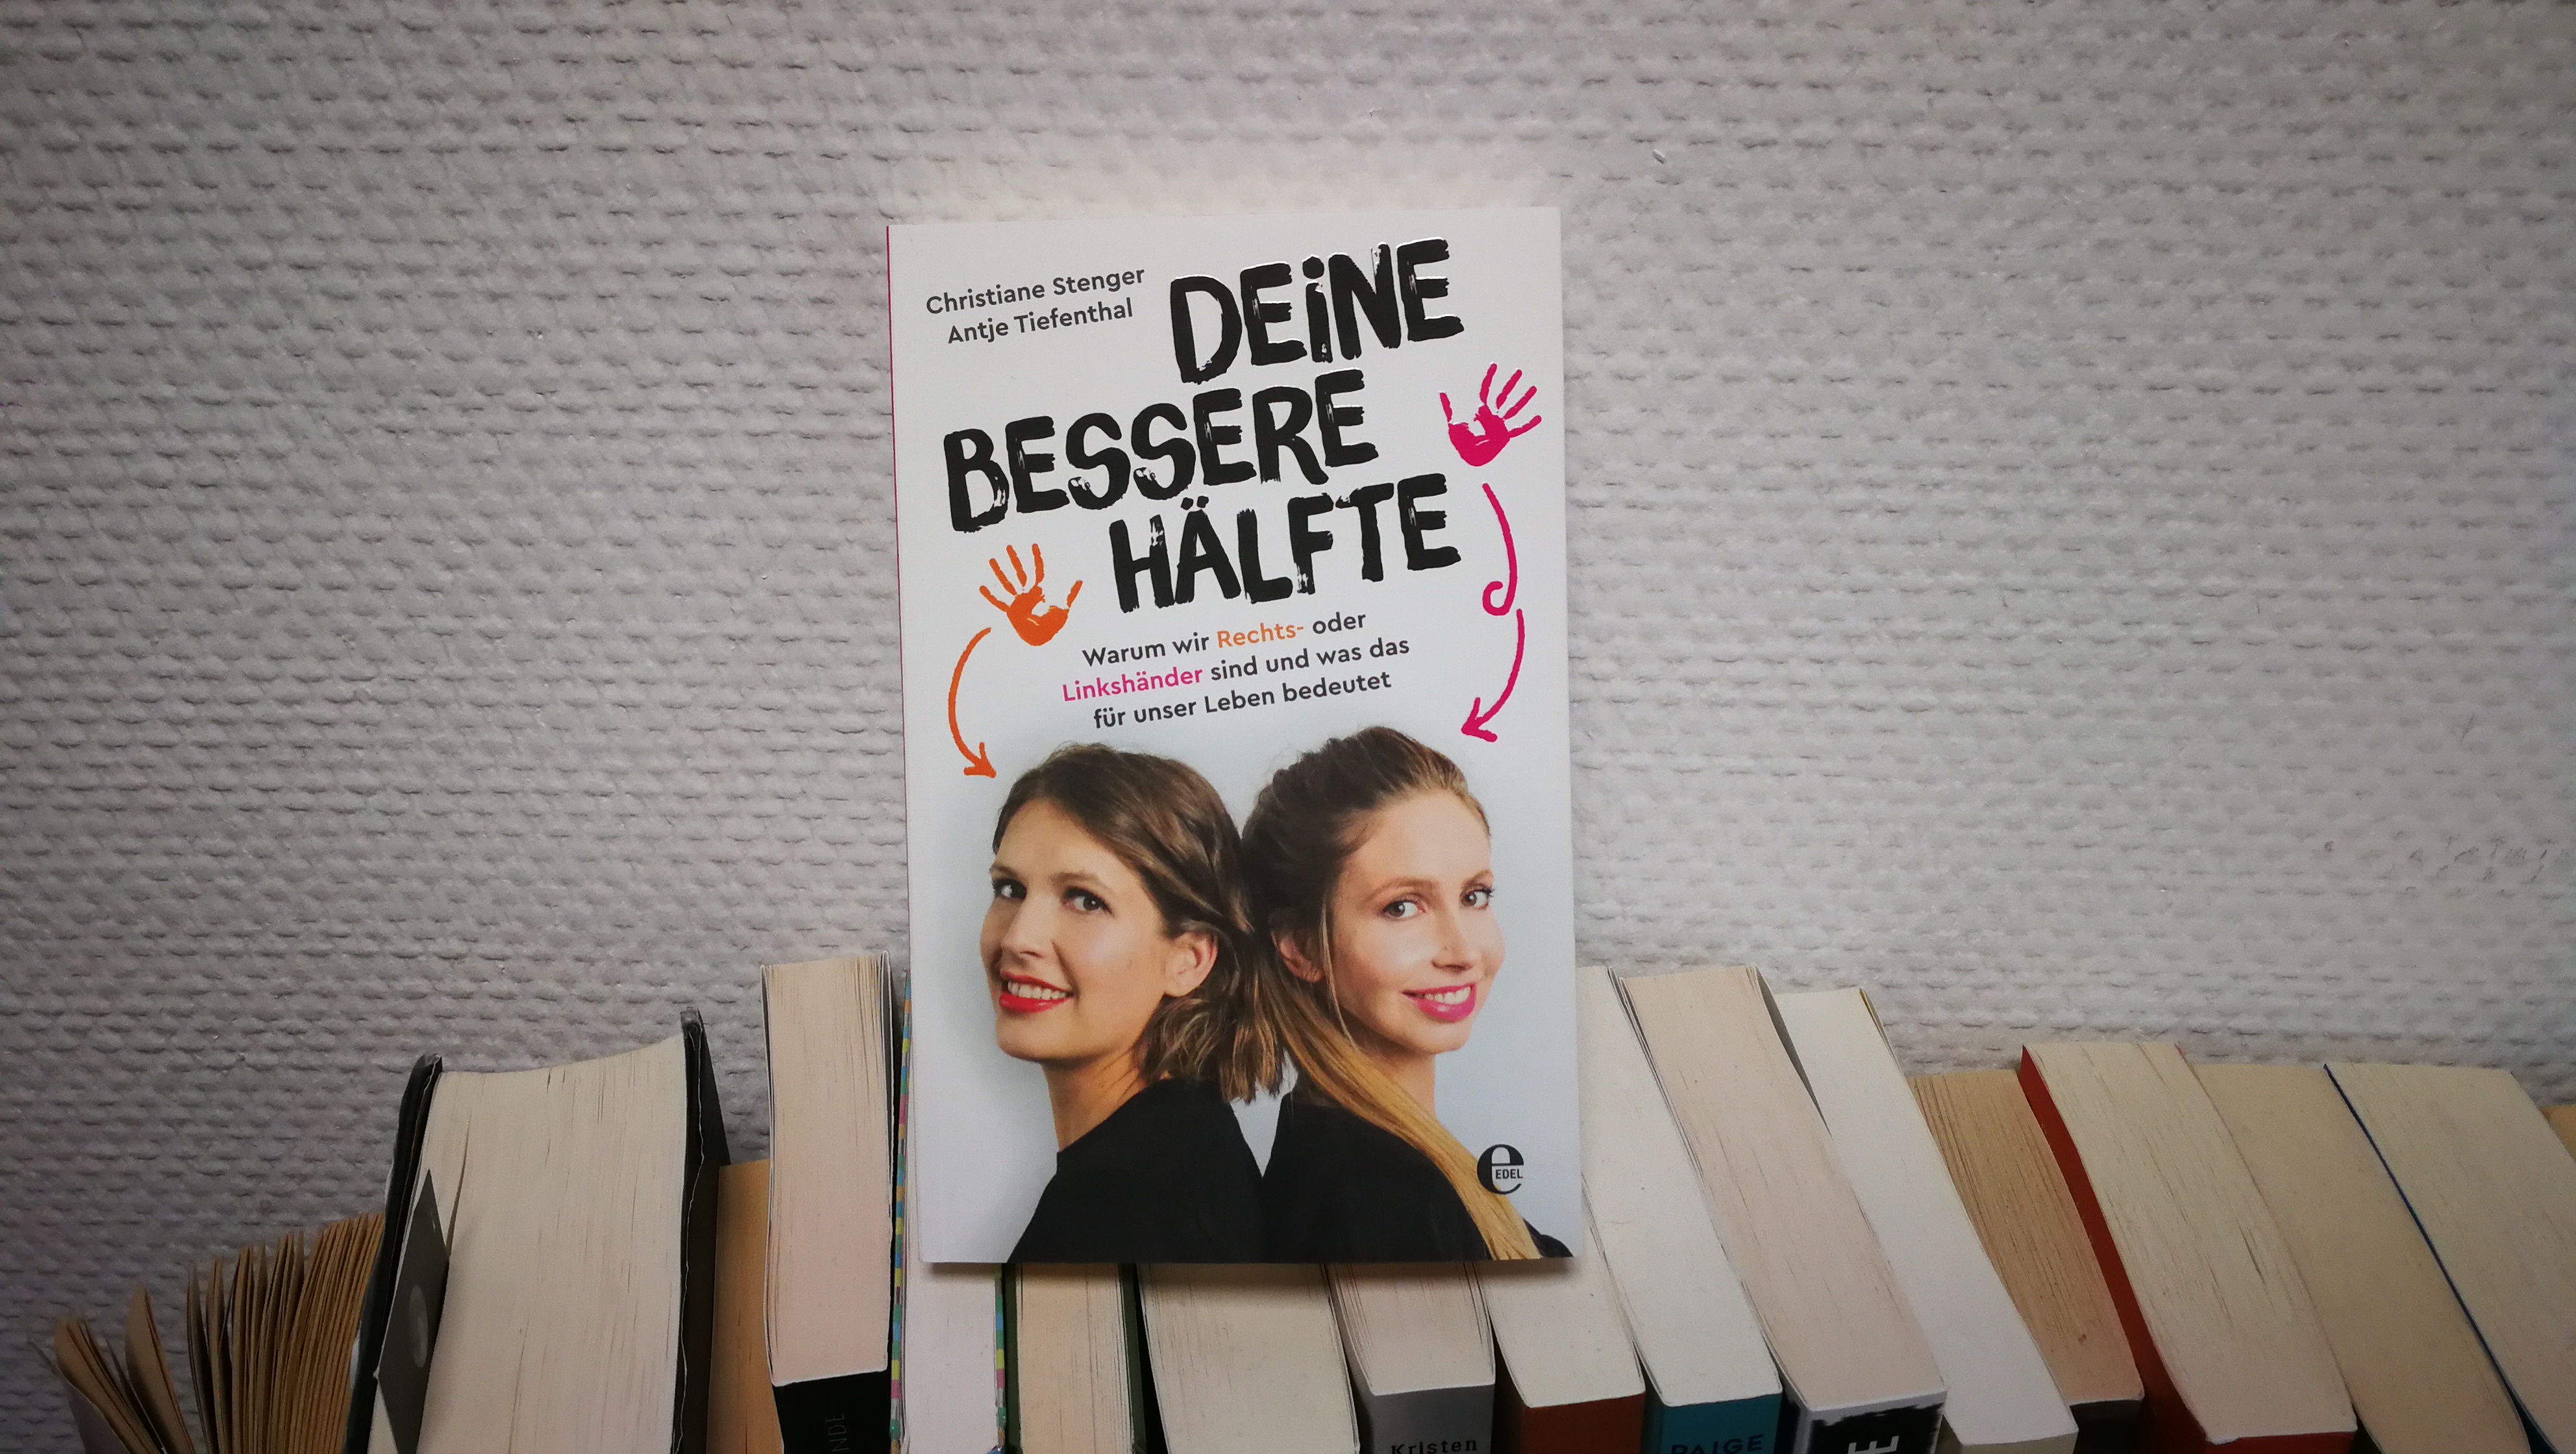 Christiane Stenger
Antje Tiefenthal
DEiNE
BESSERE
HÄLFTE
Warum wir Rechts- oder
Linkshänder sind und was das
für unser Leben bedeutet
e
EDEL
NDE
Kristen
PAIGE
E